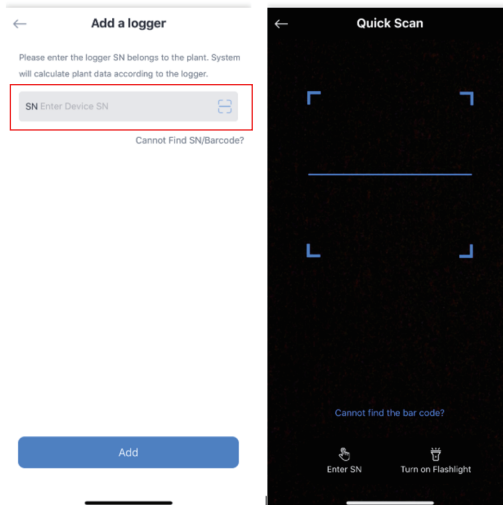 Add a logger
Please enter the logger SN belongs to the plant. System
will calculate plant data according to the logger.
SN Enter Device SN
Cannot Find SN/Barcode?
Add
Quick Scan
Cannot find the bar code?
Enter SN
Turn on Flashlight